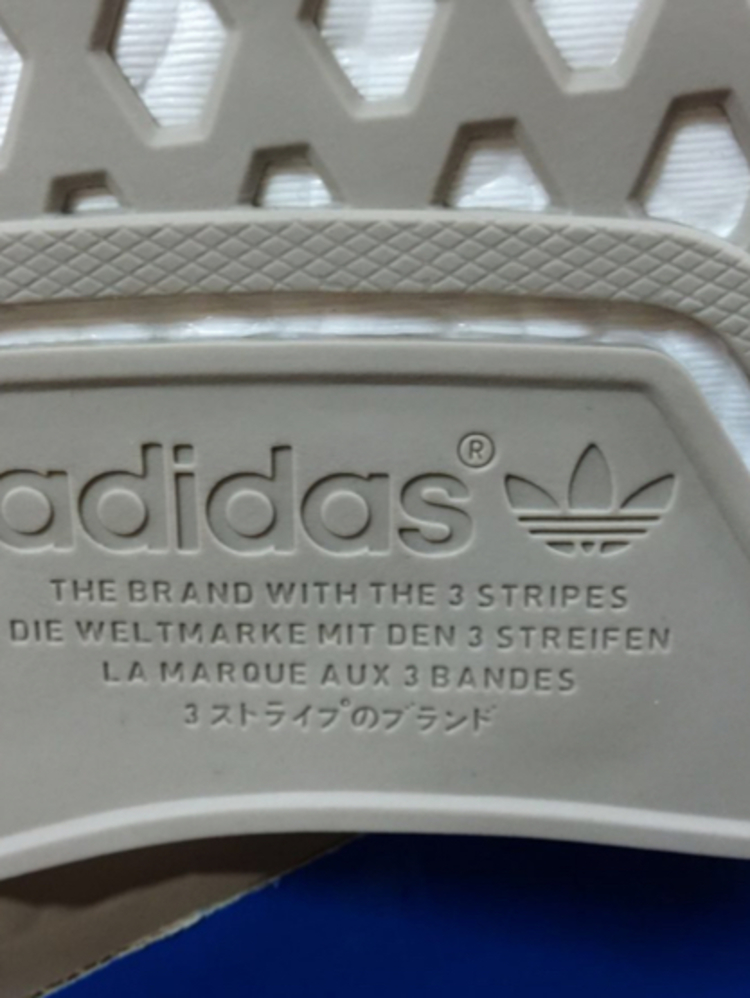 adidas®
THE BRAND WITH THE 3 STRIPES
DIE WELTMARKE MIT DEN 3 STREIFEN
LA MARQUE AUX 3 BANDES
3 ストライプのブランド